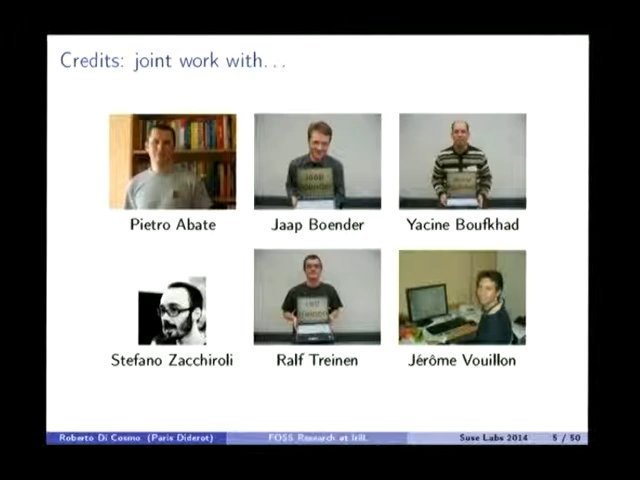 Credits: joint work with...
Pietro Abate
Jaap Boender
Yacine Boufkhad
Stefano Zacchiroli
Ralf Treinen
Jérôme Vouillon
Roberto Di Cosmo (Paris Diderot)
FOSS Research at Irill
Suse Labs 2014
5 / 50